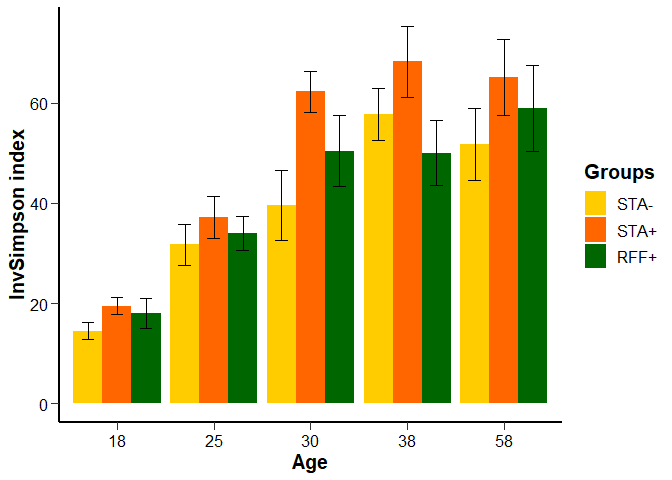 InvSimpson index
60
40
20
0
18 25 30 38 58
Age
Groups
STA-
STA+
RFF+